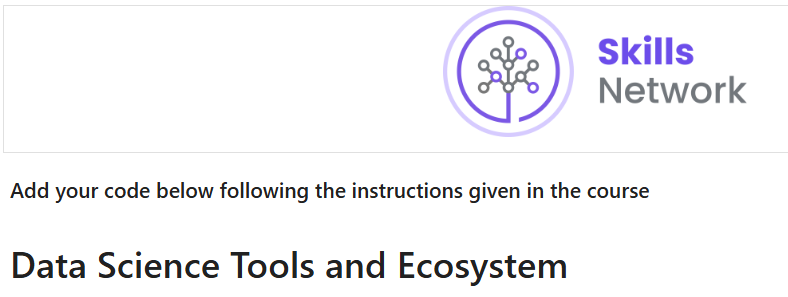 Skills
Network
Add your code below following the instructions given in the course
Data Science Tools and Ecosystem